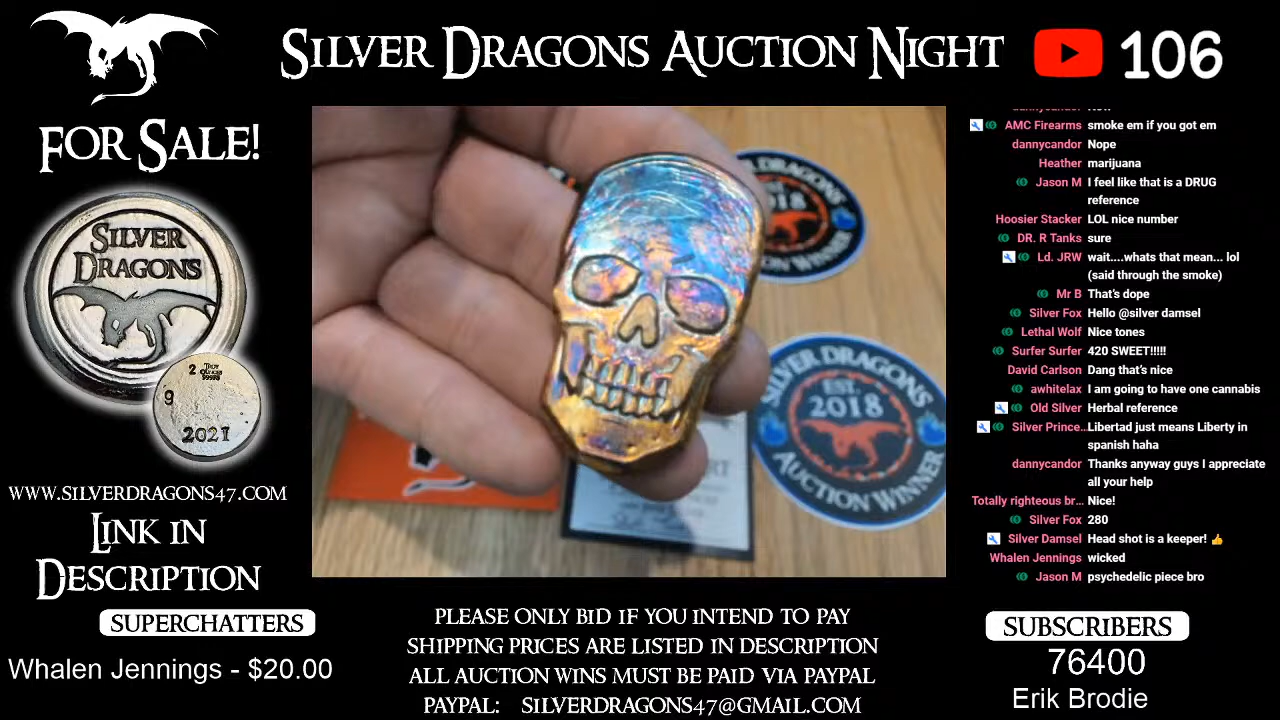 SILVER DRAGONS AUCTION NIGHT
106
FOR SALE!
SILVER
DRAGONS
2 TROY
OUNCES
9
2021
WWW.SILVERDRAGONS47.COM
LINK IN
DESCRIPTION
SUPERCHATTERS
Whalen Jennings - $20.00
DRAGONS
SILVER DRAGONS
EST.
2018
AUCTION WINNER
PLEASE ONLY BID IF YOU INTEND TO PAY
SHIPPING PRICES ARE LISTED IN DESCRIPTION
ALL AUCTION WINS MUST BE PAID VIA PAYPAL
PAYPAL: SILVERDRAGONS47@GMAIL.COM
AMC Firearms smoke em if you got em
dannycandor Nope
Heather marijuana
Jason M I feel like that is a DRUG
reference
Hoosier Stacker LOL nice number
DR. R Tanks sure
Ld. JRW wait....whats that mean... lol
(said through the smoke)
Mr B That's dope
Silver Fox Hello @silver damsel
Lethal Wolf Nice tones
Surfer Surfer 420 SWEET!!!!!
David Carlson Dang that's nice
awhitelax I am going to have one cannabis
Old Silver Herbal reference
Silver Prince... Libertad just means Liberty in
spanish haha
dannycandor Thanks anyway guys I appreciate
all your help
Totally righteous br... Nice!
Silver Fox 280
Silver Damsel Head shot is a keeper! 👍
Whalen Jennings wicked
Jason M psychedelic piece bro
SUBSCRIBERS
76400
Erik Brodie